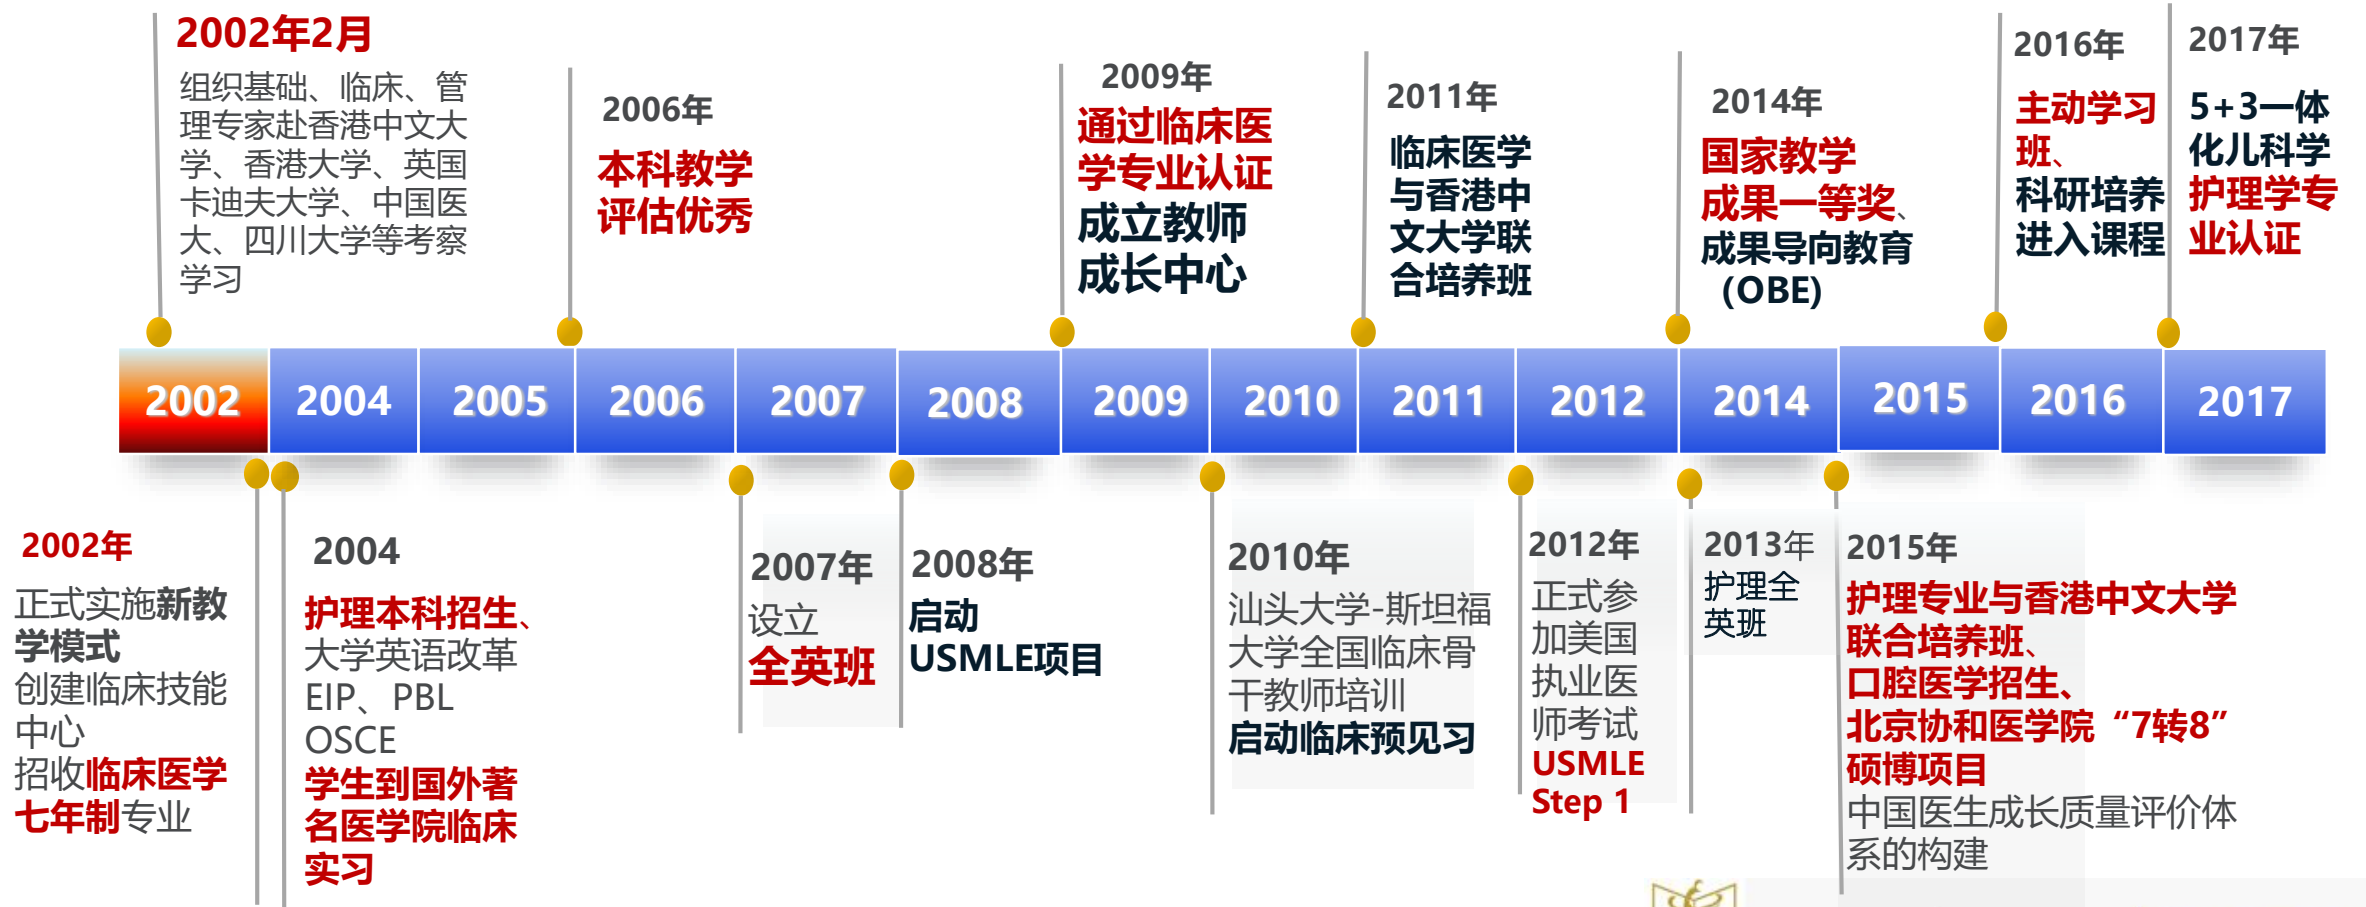 2002年2月
组织基础、临床、管
理专家赴香港中文大
学、香港大学、英国
卡迪夫大学、中国医
大、四川大学等考察
学习
2006年
本科教学
评估优秀
2009年
通过临床医
学专业认证
成立教师
成长中心
2011年
临床医学
与香港中
文大学联
合培养班
2014年
国家教学
成果一等奖、
成果导向教育
（OBE)
2016年
主动学习
班、
科研培养
进入课程
2017年
5+3一体
化儿科学
护理学专
业认证
2002
2004
2005
2006
2007
2008
2009
2010
2011
2012
2014
2015
2016
2017
2002年
正式实施新教
学模式
创建临床技能
中心
招收临床医学
七年制专业
2004
护理本科招生、
大学英语改革
EIP、PBL
OSCE
学生到国外著
名医学院临床
实习
2007年
设立
全英班
2008年
启动
USMLE项目
2010年
汕头大学-斯坦福
大学全国临床骨
干教师培训
启动临床预见习
2012年
正式参
加美国
执业医
师考试
USMLE
Step 1
2013年
护理全
英班
2015年
护理专业与香港中文大学
联合培养班、
口腔医学招生、
北京协和医学院“7转8”
硕博项目
中国医生成长质量评价体
系的构建